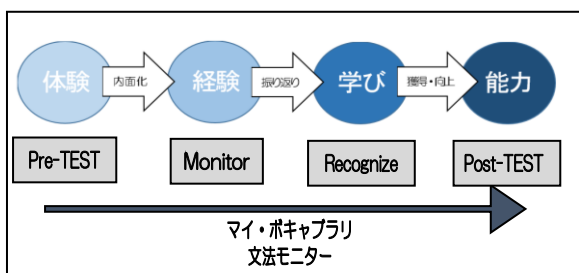 体験
内面化
経験
振り返り
学び
獲得・向上
能力
Pre-TEST
Monitor
Recognize
Post-TEST
マイ・ボキャブラリ
文法モニター